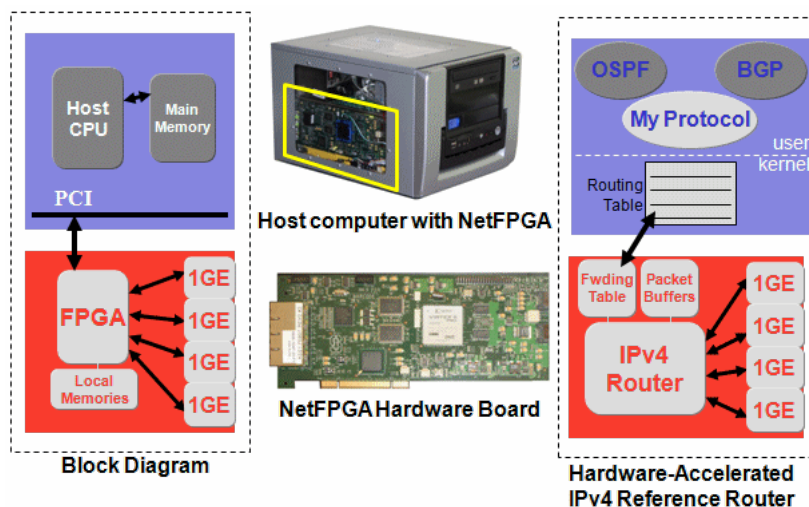 Host
CPU
Main
Memory
PCI
FPGA
1GE
1GE
1GE
1GE
Local
Memories
Block Diagram
Host computer with NetFPGA
NetFPGA Hardware Board
OSPF
BGP
My Protocol
user
kernel
Routing
Table
Fwding
Table
Packet
Buffers
IPv4
Router
1GE
1GE
1GE
1GE
Hardware-Accelerated
IPv4 Reference Router